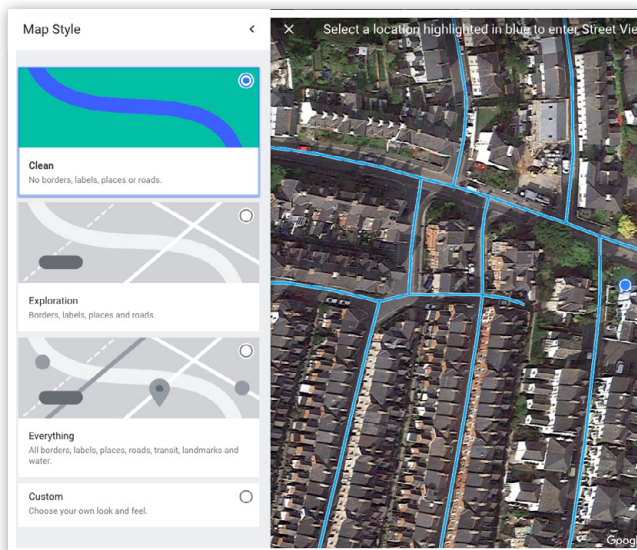 Map Style
Select a location highlighted in blue to enter Street Vie
Clean
No borders, labels, places or roads.
Exploration
Borders, labels, places and roads.
Everything
All borders, labels, places, roads, transit, landmarks and
water.
Custom
Choose your own look and feel.
Goog